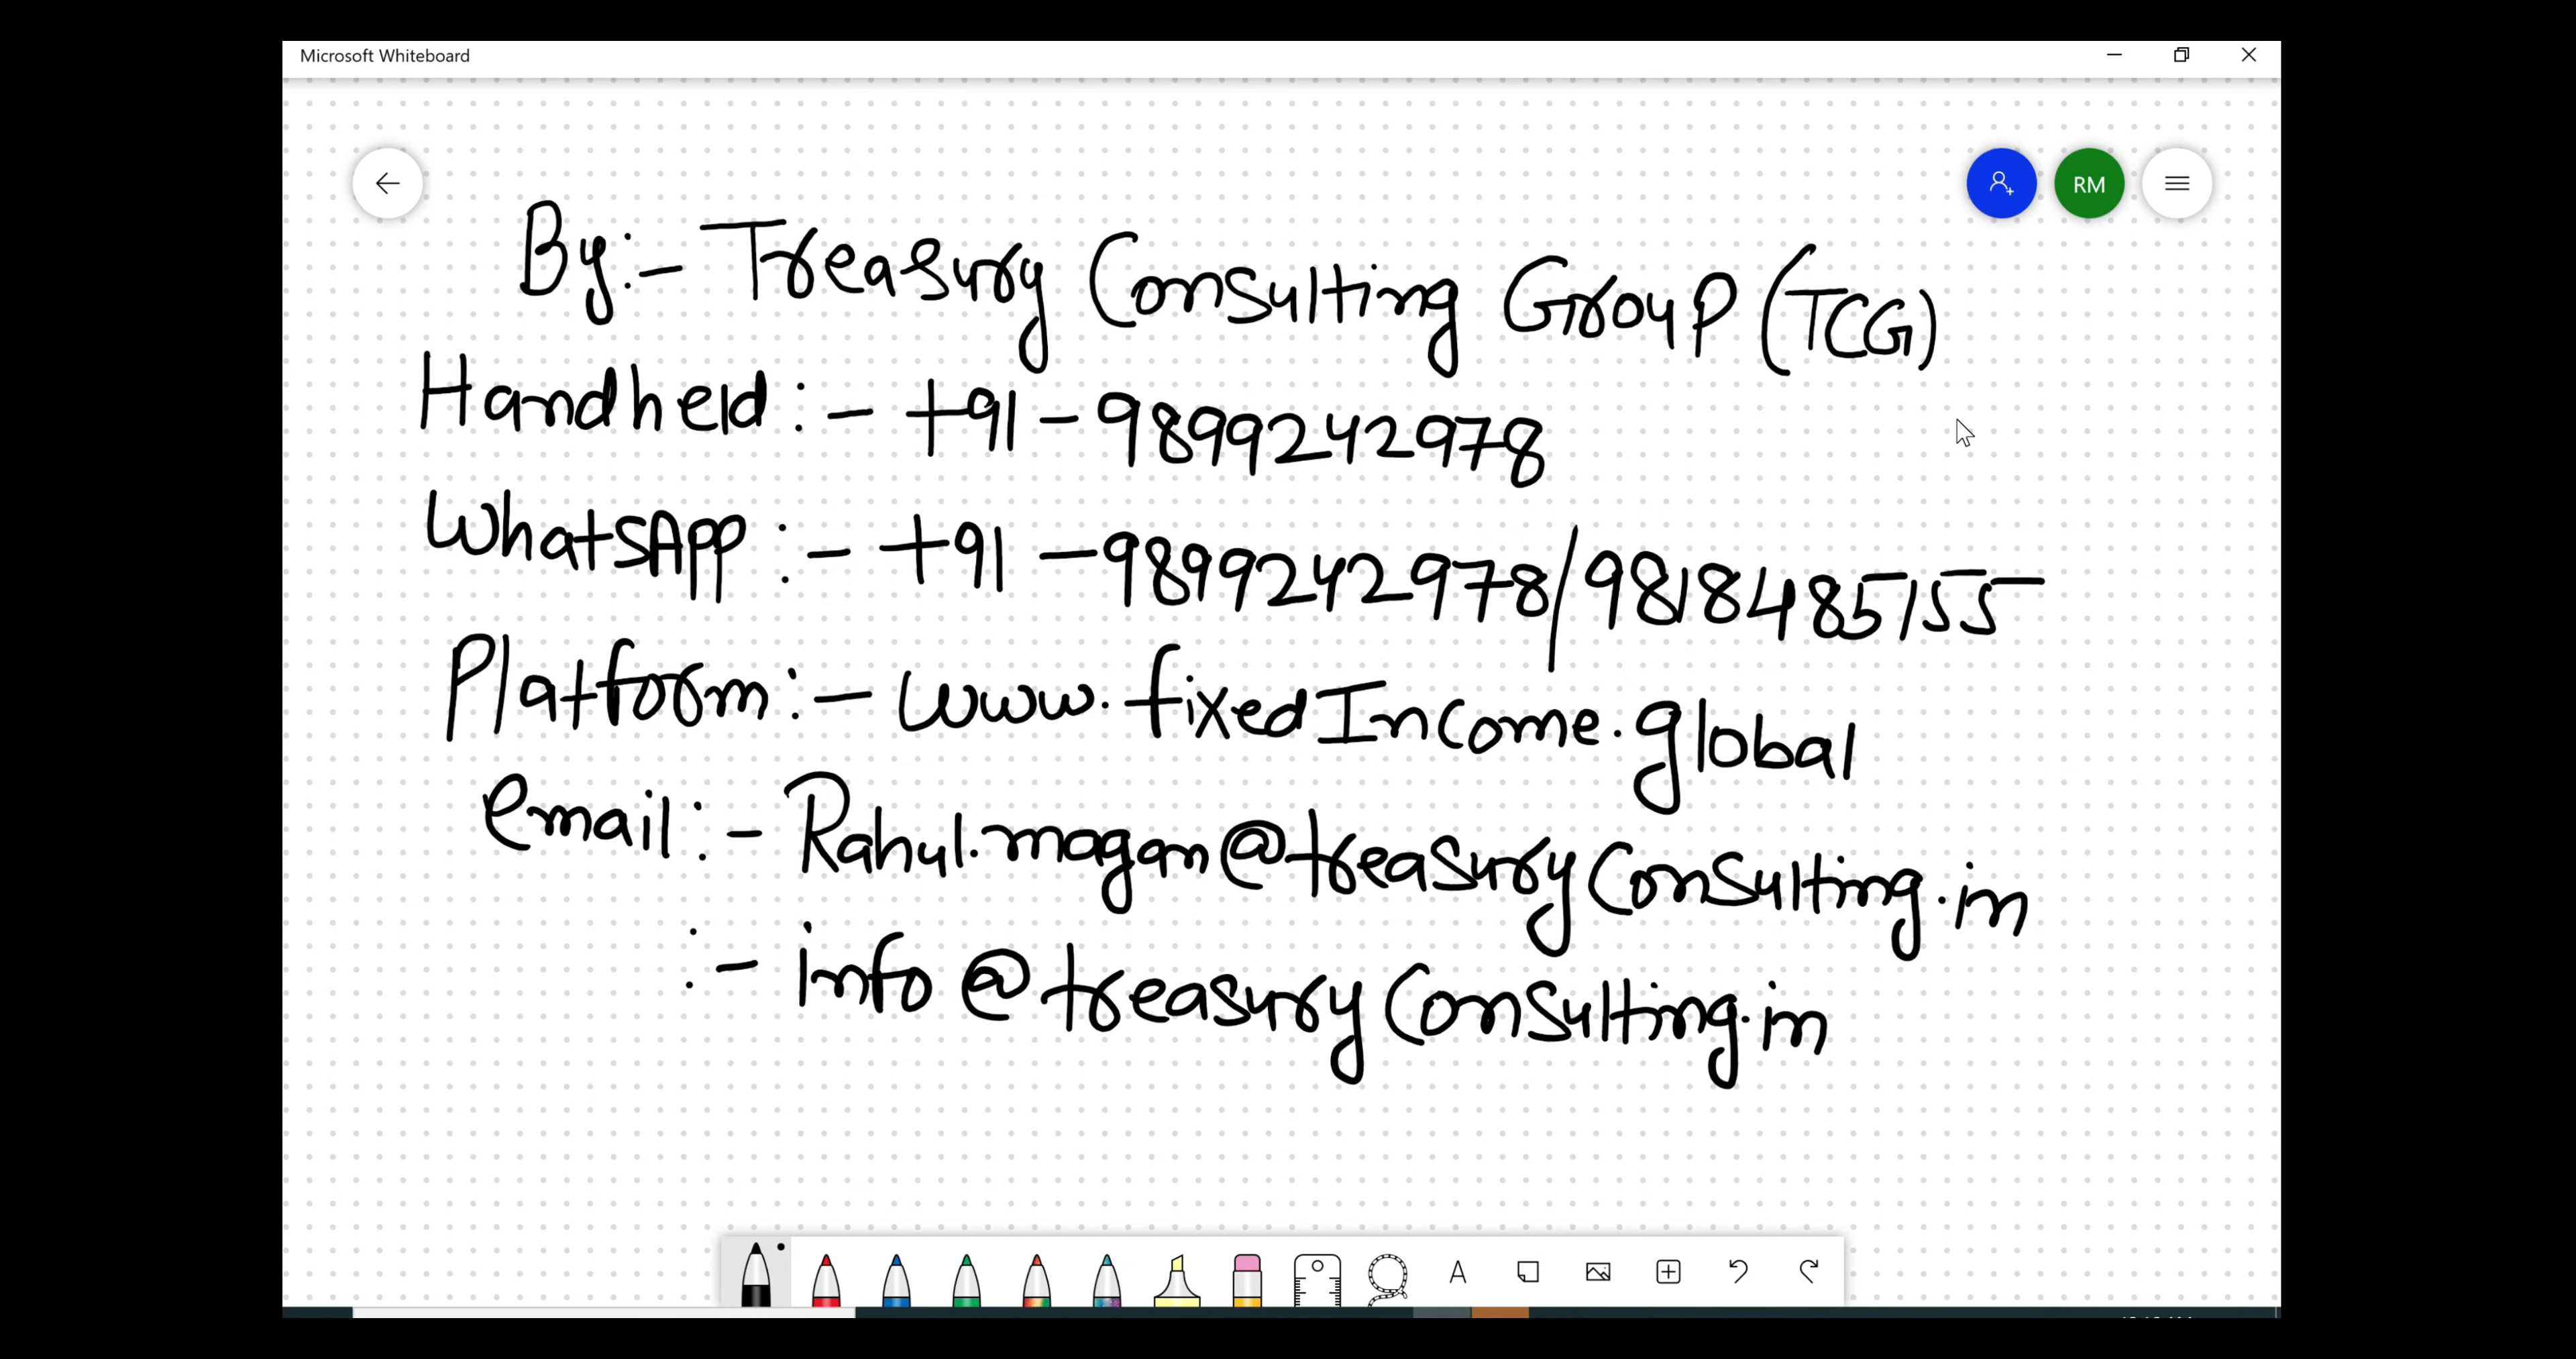 Microsoft Whiteboard
RM
By:- Treasury Consulting Group (TCG)
Handheld:- +91-9899242978
WhatsApp:- +91-9899242978/9818485155
Platform:- www.fixedIncome.global
email:- Rahul.magan@treasuryConsulting.in
:- info@treasuryConsulting.in
A